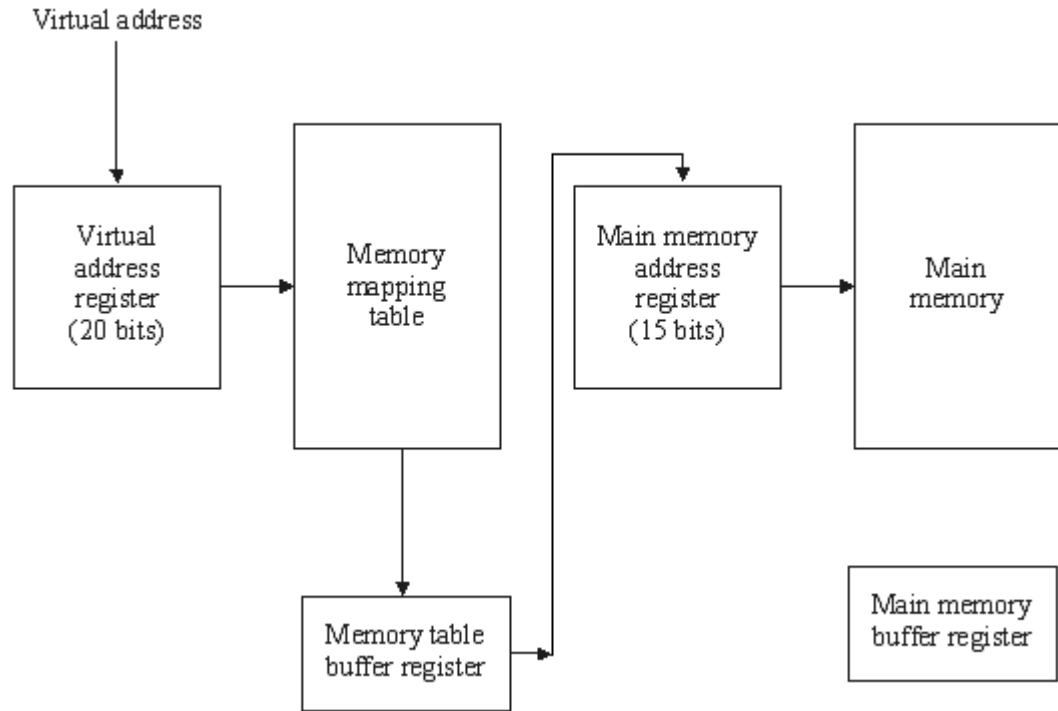 Virtual address
Virtual
address
register
(20 bits)
Memory
mapping
table
Main memory
address
register
(15 bits)
Main
memory
Memory table
buffer register
Main memory
buffer register